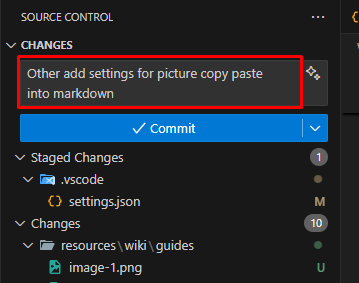 SOURCE CONTROL
CHANGES
Other add settings for picture copy paste
into markdown
Commit
Staged Changes 1
.vscode
settings.json M
Changes 10
resources\wiki\guides
image-1.png U